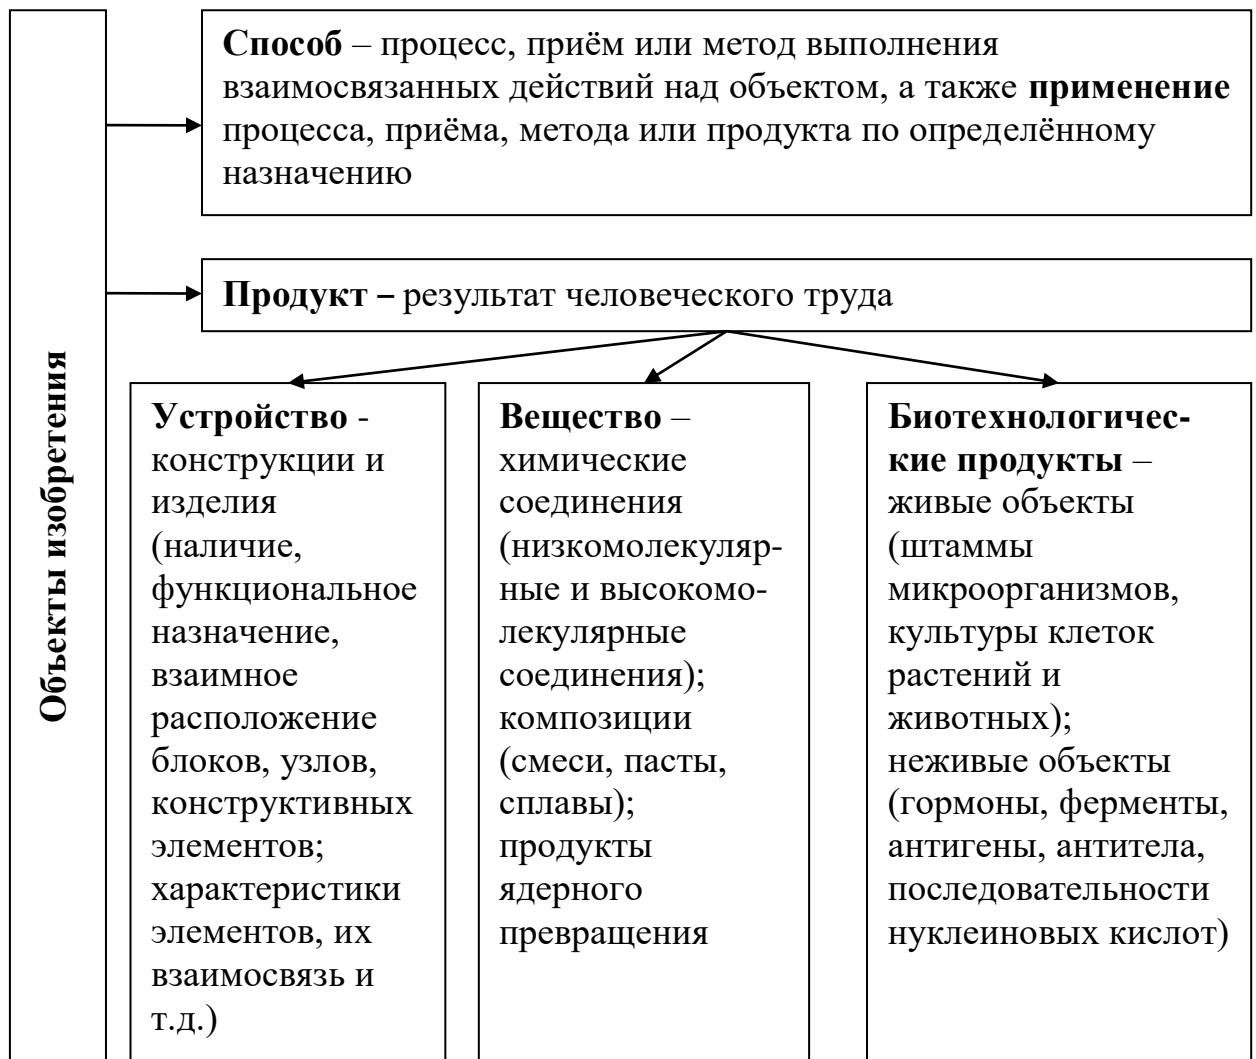 Объекты изобретения
Способ – процесс, приём или метод выполнения
взаимосвязанных действий над объектом, а также применение
процесса, приёма, метода или продукта по определённому
назначению
Продукт – результат человеческого труда
Устройство -
конструкции и
изделия
(наличие,
функциональное
назначение,
взаимное
расположение
блоков, узлов,
конструктивных
элементов;
характеристики
элементов, их
взаимосвязь и
т.д.)
Вещество –
химические
соединения
(низкомолекуляр-
ные и высокомо-
лекулярные
соединения);
композиции
(смеси, пасты,
сплавы);
продукты
ядерного
превращения
Биотехнологичес-
кие продукты –
живые объекты
(штаммы
микроорганизмов,
культуры клеток
растений и
животных);
неживые объекты
(гормоны, ферменты,
антигены, антитела,
последовательности
нуклеиновых кислот)